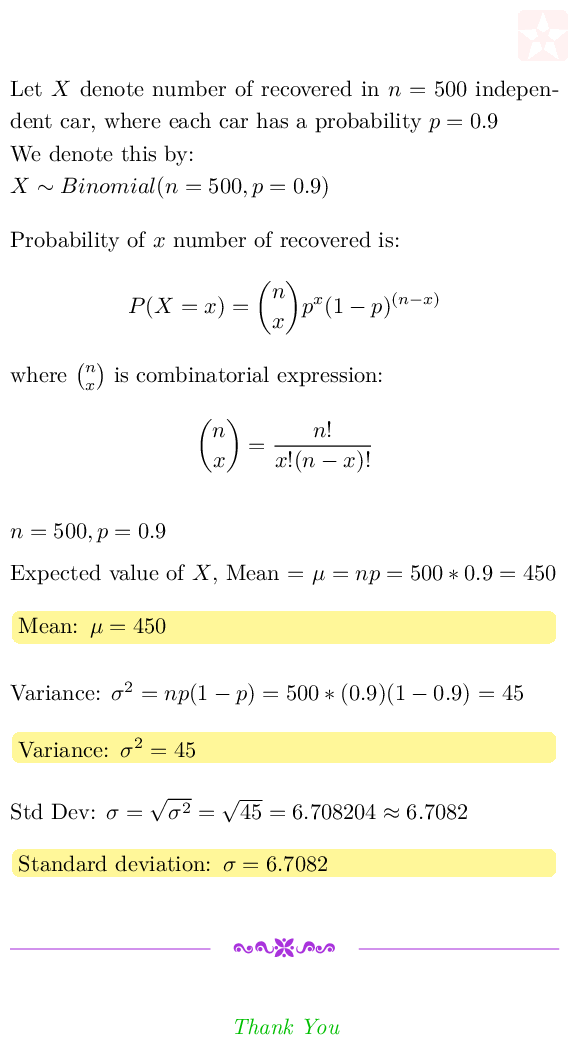 Let X denote number of recovered in n = 500 indepen-
dent car, where each car has a probability p = 0.9
We denote this by:
X ∼ Binomial(n = 500, p = 0.9)
Probability of x number of recovered is:
P(X = x) = \binom{n}{x} p^x (1 − p)^{(n−x)}
where \binom{n}{x} is combinatorial expression:
\binom{n}{x} = \frac{n!}{x!(n − x)!}
n = 500, p = 0.9
Expected value of X, Mean = μ = np = 500 ∗ 0.9 = 450
Mean: μ = 450
Variance: σ² = np(1 − p) = 500 ∗ (0.9)(1 − 0.9) = 45
Variance: σ² = 45
Std Dev: σ = √σ² = √45 = 6.708204 ≈ 6.7082
Standard deviation: σ = 6.7082
Thank You